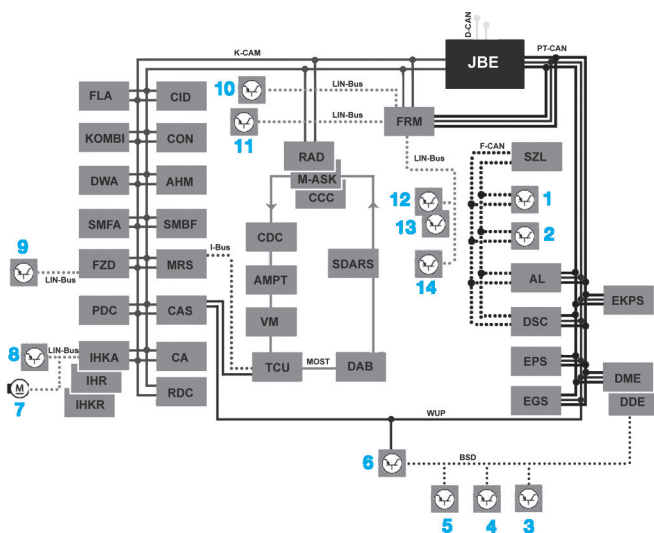 D-CAN
K-CAM
PT-CAN
JBE
10
LIN-Bus
FLA
CID
LIN-Bus
FRM
11
F-CAN
KOMBI
CON
RAD
LIN-Bus
SZL
M-ASK
DWA
AHM
CCC
12
1
SMFA
SMBF
13
CDC
2
9
I-Bus
FZD
MRS
SDARS
14
AMPT
AL
LIN-Bus
EKPS
PDC
CAS
VM
DSC
8
LIN-Bus
IHKA
CA
TCU
MOST
DAB
EPS
M
IHR
DME
7
IHKR
RDC
EGS
DDE
WUP
6
BSD
5
4
3